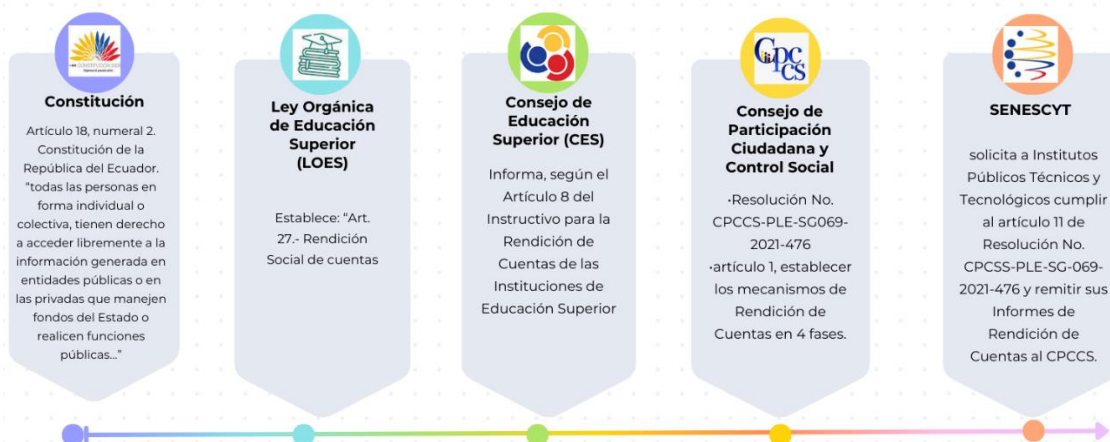 Constitución
Artículo 18, numeral 2.
Constitución de la
República del Ecuador.
"todas las personas en
forma individual o
colectiva, tienen derecho
a acceder libremente a la
información generada en
entidades públicas o en
las privadas que manejen
fondos del Estado o
realicen funciones
públicas..."
Ley Orgánica
de Educación
Superior
(LOES)
Establece: "Art.
27.- Rendición
Social de cuentas
Consejo de
Educación
Superior (CES)
Informa, según el
Artículo 8 del
Instructivo para la
Rendición de
Cuentas de las
Instituciones de
Educación Superior
Cpc
CS
Consejo de
Participación
Ciudadana y
Control Social
•Resolución No.
CPCCS-PLE-SG069-
2021-476
•artículo 1, establecer
los mecanismos de
Rendición de
Cuentas en 4 fases.
SENESCYT
solicita a Institutos
Públicos Técnicos y
Tecnológicos cumplir
al artículo 11 de
Resolución No.
CPCSS-PLE-SG-069-
2021-476 y remitir sus
Informes de
Rendición de
Cuentas al CPCCS.